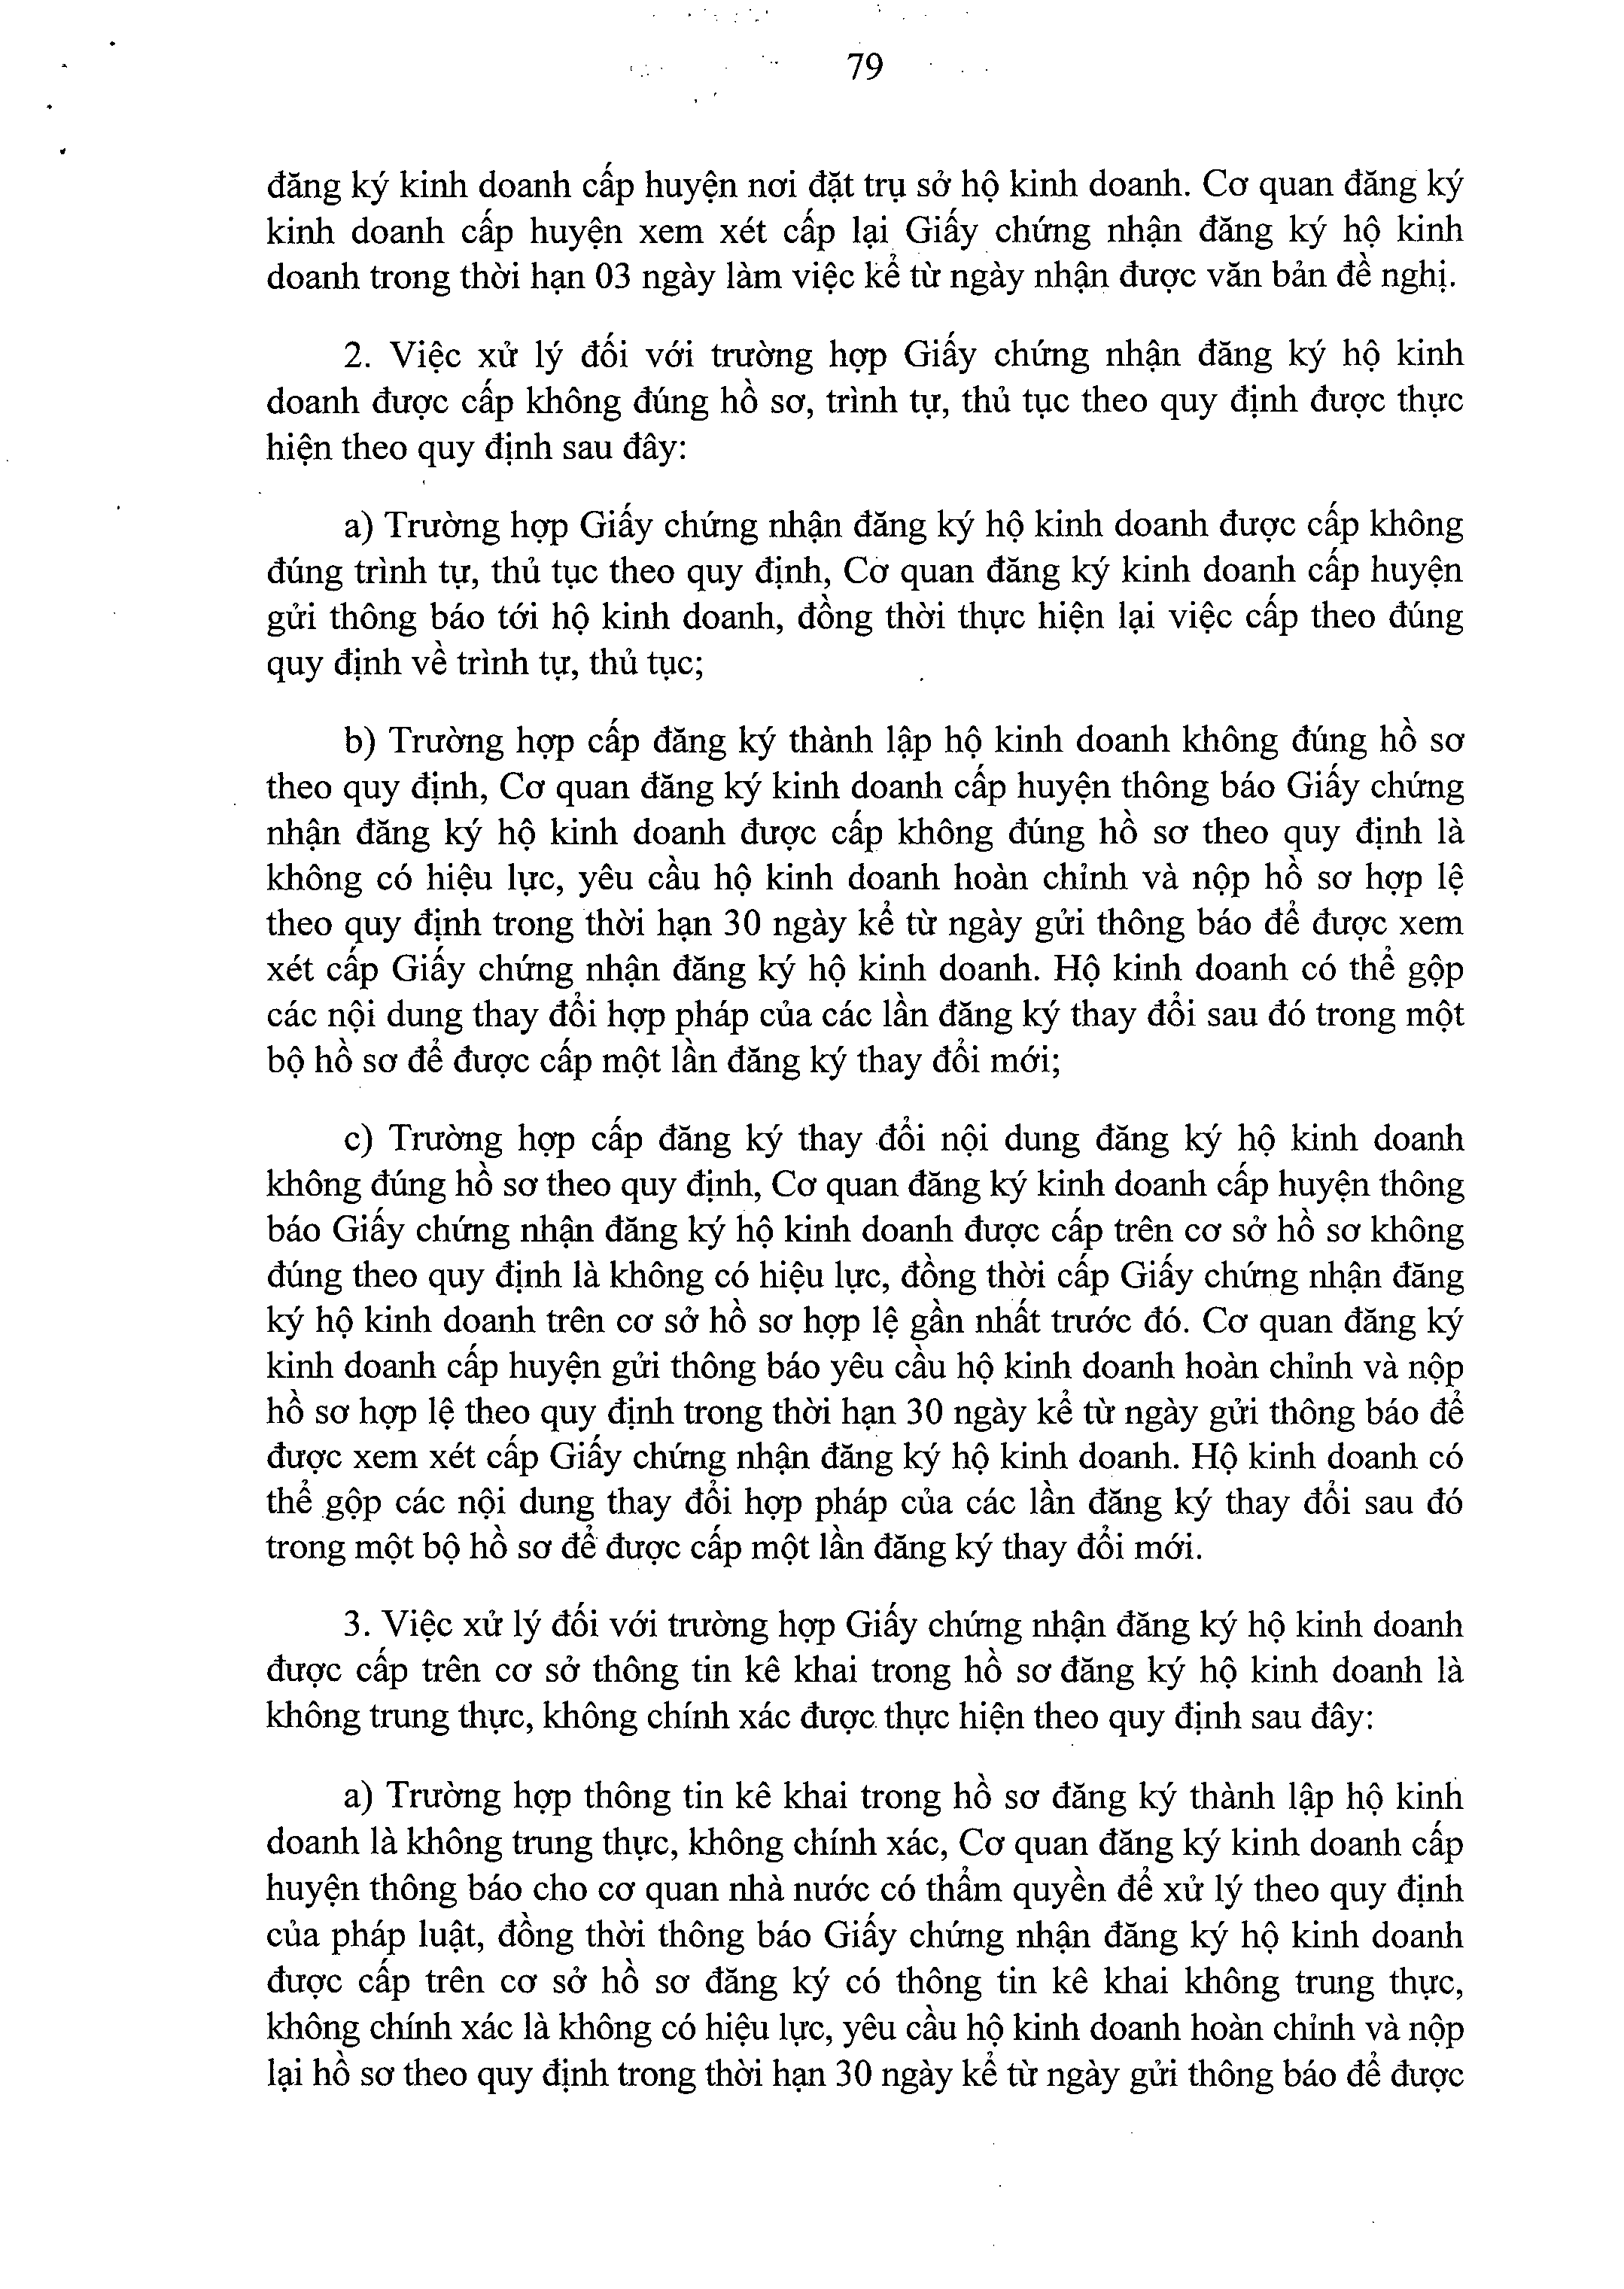 79
đăng ký kinh doanh cấp huyện nơi đặt trụ sở hộ kinh doanh. Cơ quan đăng ký
kinh doanh cấp huyện xem xét cấp lại Giấy chứng nhận đăng ký hộ kinh
doanh trong thời hạn 03 ngày làm việc kể từ ngày nhận được văn bản đề nghị.
2. Việc xử lý đối với trường hợp Giấy chứng nhận đăng ký hộ kinh
doanh được cấp không đúng hồ sơ, trình tự, thủ tục theo quy định được thực
hiện theo quy định sau đây:
a) Trường hợp Giấy chứng nhận đăng ký hộ kinh doanh được cấp không
đúng trình tự, thủ tục theo quy định, Cơ quan đăng ký kinh doanh cấp huyện
gửi thông báo tới hộ kinh doanh, đồng thời thực hiện lại việc cấp theo đúng
quy định về trình tự, thủ tục;
b) Trường hợp cấp đăng ký thành lập hộ kinh doanh không đúng hồ sơ
theo quy định, Cơ quan đăng ký kinh doanh cấp huyện thông báo Giấy chứng
nhận đăng ký hộ kinh doanh được cấp không đúng hồ sơ theo quy định là
không có hiệu lực, yêu cầu hộ kinh doanh hoàn chỉnh và nộp hồ sơ hợp lệ
theo quy định trong thời hạn 30 ngày kể từ ngày gửi thông báo để được xem
xét cấp Giấy chứng nhận đăng ký hộ kinh doanh. Hộ kinh doanh có thể gộp
các nội dung thay đổi hợp pháp của các lần đăng ký thay đổi sau đó trong một
bộ hồ sơ để được cấp một lần đăng ký thay đổi mới;
c) Trường hợp cấp đăng ký thay đổi nội dung đăng ký hộ kinh doanh
không đúng hồ sơ theo quy định, Cơ quan đăng ký kinh doanh cấp huyện thông
báo Giấy chứng nhận đăng ký hộ kinh doanh được cấp trên cơ sở hồ sơ không
đúng theo quy định là không có hiệu lực, đồng thời cấp Giấy chứng nhận đăng
ký hộ kinh doanh trên cơ sở hồ sơ hợp lệ gần nhất trước đó. Cơ quan đăng ký
kinh doanh cấp huyện gửi thông báo yêu cầu hộ kinh doanh hoàn chỉnh và nộp
hồ sơ hợp lệ theo quy định trong thời hạn 30 ngày kể từ ngày gửi thông báo để
được xem xét cấp Giấy chứng nhận đăng ký hộ kinh doanh. Hộ kinh doanh có
thể gộp các nội dung thay đổi hợp pháp của các lần đăng ký thay đổi sau đó
trong một bộ hồ sơ để được cấp một lần đăng ký thay đổi mới.
3. Việc xử lý đối với trường hợp Giấy chứng nhận đăng ký hộ kinh doanh
được cấp trên cơ sở thông tin kê khai trong hồ sơ đăng ký hộ kinh doanh là
không trung thực, không chính xác được thực hiện theo quy định sau đây:
a) Trường hợp thông tin kê khai trong hồ sơ đăng ký thành lập hộ kinh
doanh là không trung thực, không chính xác, Cơ quan đăng ký kinh doanh cấp
huyện thông báo cho cơ quan nhà nước có thẩm quyền để xử lý theo quy định
của pháp luật, đồng thời thông báo Giấy chứng nhận đăng ký hộ kinh doanh
được cấp trên cơ sở hồ sơ đăng ký có thông tin kê khai không trung thực,
không chính xác là không có hiệu lực, yêu cầu hộ kinh doanh hoàn chỉnh và nộp
lại hồ sơ theo quy định trong thời hạn 30 ngày kể từ ngày gửi thông báo để được